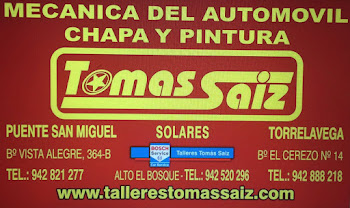 MECANICA DEL AUTOMOVIL
CHAPA Y PINTURA
Tomas Saiz
PUENTE SAN MIGUEL SOLARES TORRELAVEGA
Bº VISTA ALEGRE, 364-B BOSCH Service Talleres Tomás Saiz Bº EL CEREZO Nº 14
TEL.: 942 821 277 ALTO EL BOSQUE - TEL: 942 520 296 TEL.: 942 888 218
www.tallerestomassaiz.com